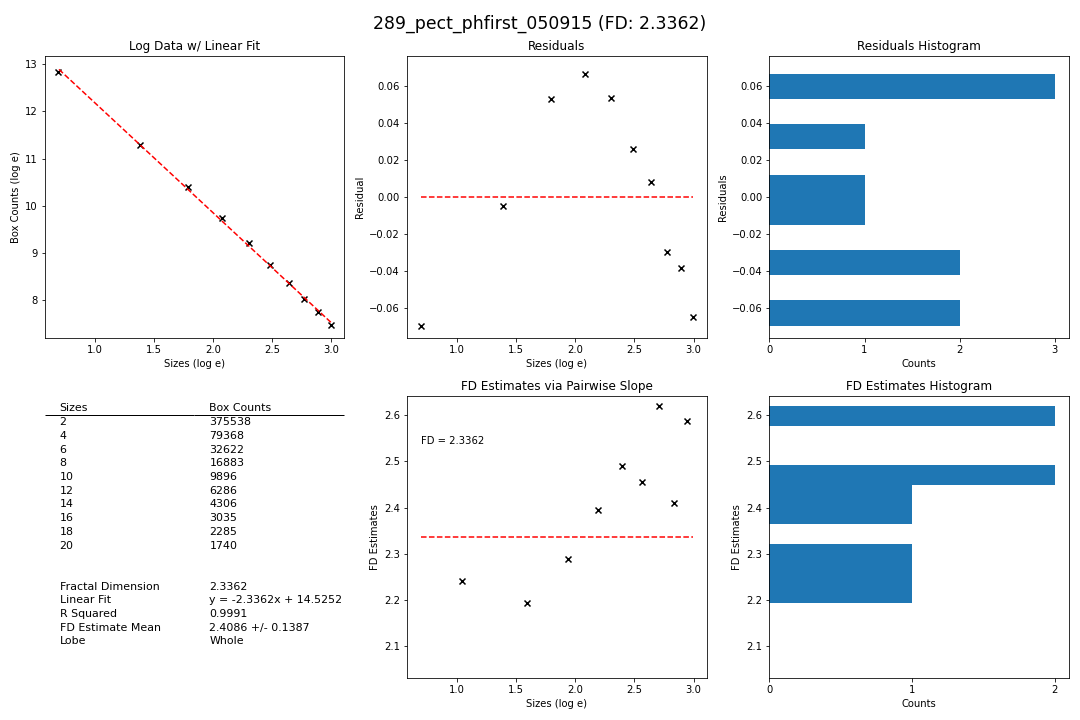 289_pect_phfirst_050915 (FD: 2.3362)
Log Data w/ Linear Fit
Box Counts (log e)
13
12
11
10
9
8
1.0 1.5 2.0 2.5 3.0
Sizes (log e)
Residuals
Residual
0.06
0.04
0.02
0.00
−0.02
−0.04
−0.06
1.0 1.5 2.0 2.5 3.0
Sizes (log e)
Residuals Histogram
Residuals
0.06
0.04
0.02
0.00
−0.02
−0.04
−0.06
0 1 2 3
Counts
Sizes Box Counts
2 375538
4 79368
6 32622
8 16883
10 9896
12 6286
14 4306
16 3035
18 2285
20 1740
Fractal Dimension 2.3362
Linear Fit y = -2.3362x + 14.5252
R Squared 0.9991
FD Estimate Mean 2.4086 +/- 0.1387
Lobe Whole
FD Estimates via Pairwise Slope
FD Estimates
2.6
2.5
2.4
2.3
2.2
2.1
FD = 2.3362
1.0 1.5 2.0 2.5 3.0
Sizes (log e)
FD Estimates Histogram
FD Estimates
2.6
2.5
2.4
2.3
2.2
2.1
0 1 2
Counts